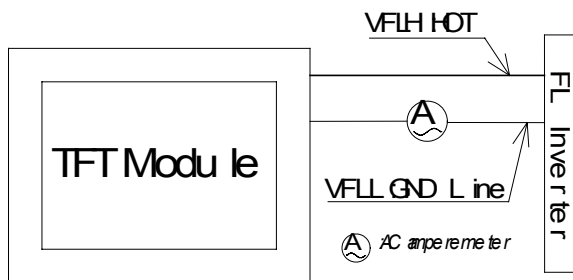 VFLH HOT
FL Inverter
A
TFT Module
VFLL GND Line
A AC amperemeter